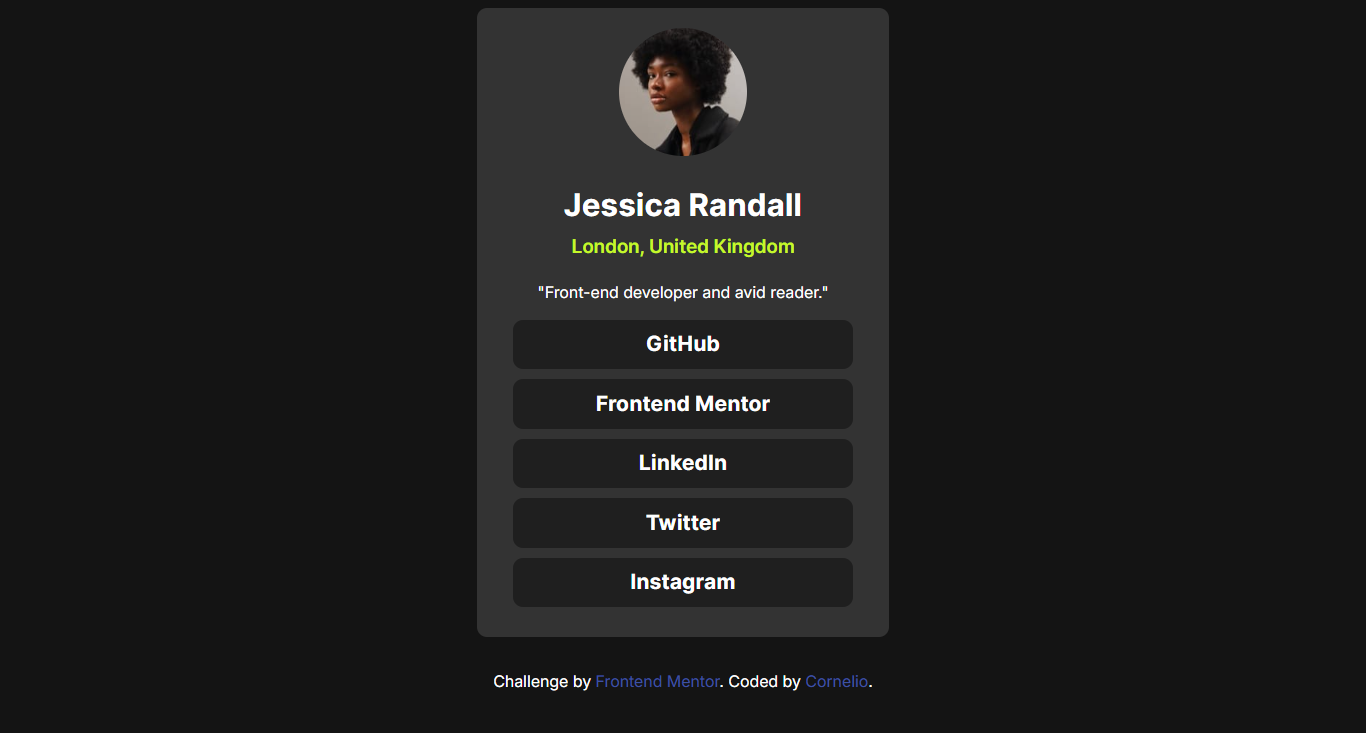 Jessica Randall
London, United Kingdom
"Front-end developer and avid reader."
GitHub
Frontend Mentor
LinkedIn
Twitter
Instagram
Challenge by Frontend Mentor. Coded by Cornelio.